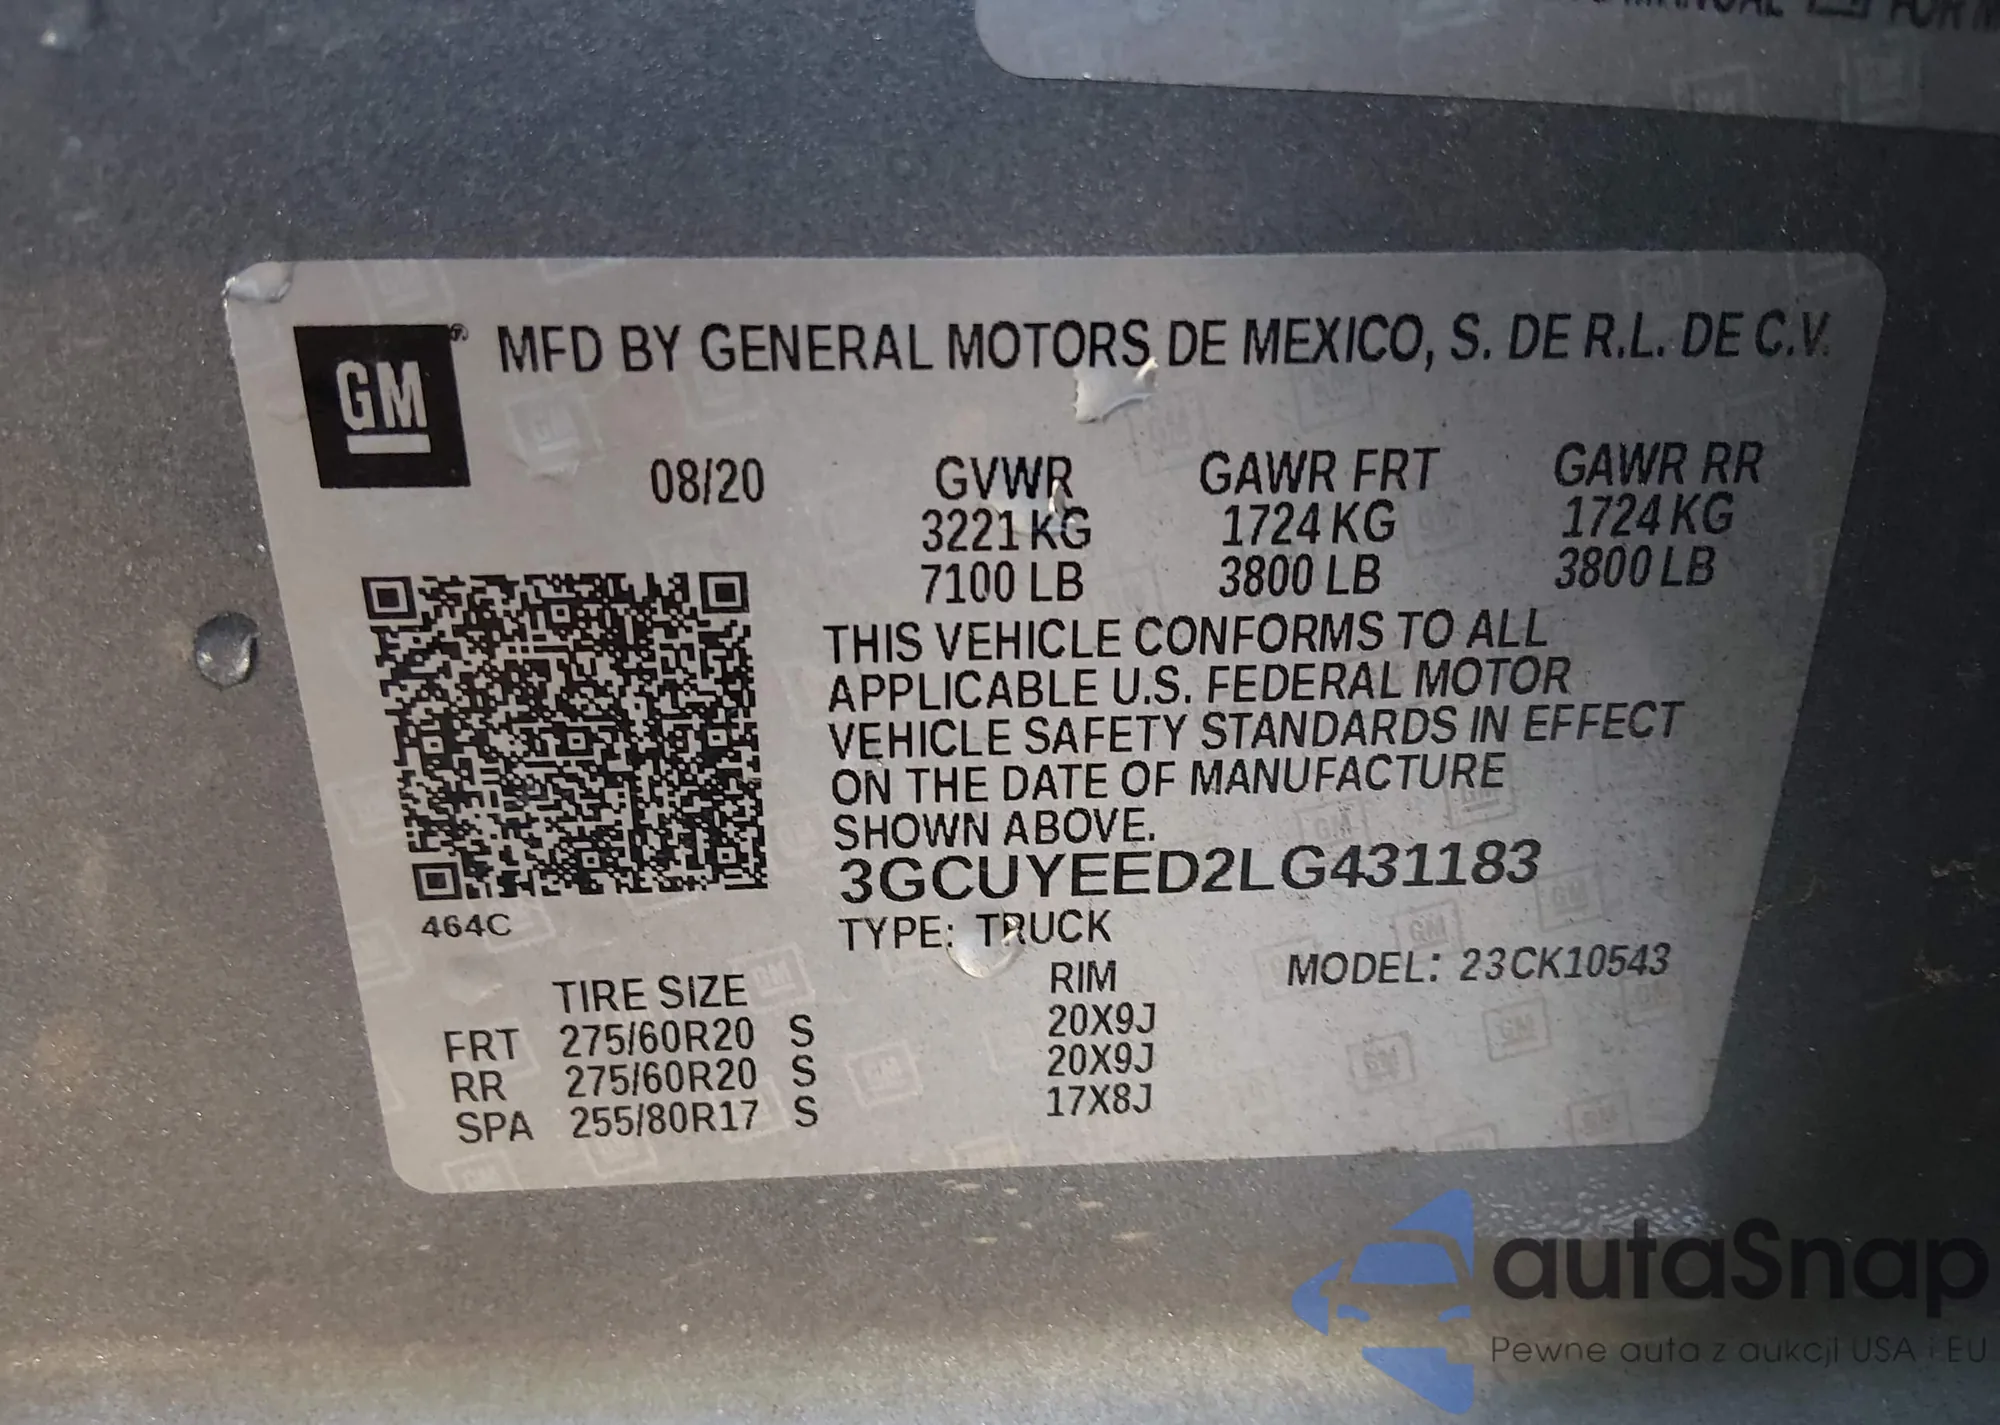 MANUAL FOR
GM® MFD BY GENERAL MOTORS DE MEXICO, S. DE R.L. DE C.V.
08/20 GVWR GAWR FRT GAWR RR
3221 KG 1724 KG 1724 KG
7100 LB 3800 LB 3800 LB
THIS VEHICLE CONFORMS TO ALL
APPLICABLE U.S. FEDERAL MOTOR
VEHICLE SAFETY STANDARDS IN EFFECT
ON THE DATE OF MANUFACTURE
SHOWN ABOVE.
3GCUYEED2LG431183
464C
TYPE: TRUCK
TIRE SIZE RIM MODEL: 23CK10543
FRT 275/60R20 S 20X9J
RR 275/60R20 S 20X9J
SPA 255/80R17 S 17X8J
autaSnap
Pewne auta z aukcji USA i EU